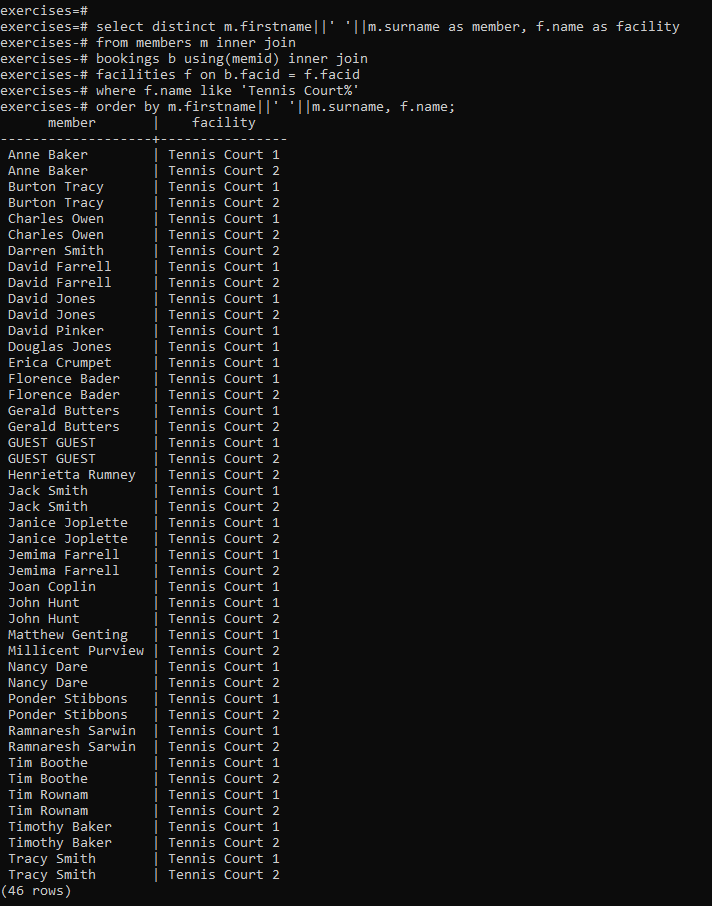 exercises=#
exercises=# select distinct m.firstname||' '||m.surname as member, f.name as facility
exercises-# from members m inner join
exercises-# bookings b using(memid) inner join
exercises-# facilities f on b.facid = f.facid
exercises-# where f.name like 'Tennis Court%'
exercises-# order by m.firstname||' '||m.surname, f.name;
      member       |    facility
-------------------+----------------
 Anne Baker        | Tennis Court 1
 Anne Baker        | Tennis Court 2
 Burton Tracy      | Tennis Court 1
 Burton Tracy      | Tennis Court 2
 Charles Owen      | Tennis Court 1
 Charles Owen      | Tennis Court 2
 Darren Smith      | Tennis Court 2
 David Farrell     | Tennis Court 1
 David Farrell     | Tennis Court 2
 David Jones       | Tennis Court 1
 David Jones       | Tennis Court 2
 David Pinker      | Tennis Court 1
 Douglas Jones     | Tennis Court 1
 Erica Crumpet     | Tennis Court 1
 Florence Bader    | Tennis Court 1
 Florence Bader    | Tennis Court 2
 Gerald Butters    | Tennis Court 1
 Gerald Butters    | Tennis Court 2
 GUEST GUEST       | Tennis Court 1
 GUEST GUEST       | Tennis Court 2
 Henrietta Rumney  | Tennis Court 2
 Jack Smith        | Tennis Court 1
 Jack Smith        | Tennis Court 2
 Janice Joplette   | Tennis Court 1
 Janice Joplette   | Tennis Court 2
 Jemima Farrell    | Tennis Court 1
 Jemima Farrell    | Tennis Court 2
 Joan Coplin       | Tennis Court 1
 John Hunt         | Tennis Court 1
 John Hunt         | Tennis Court 2
 Matthew Genting   | Tennis Court 1
 Millicent Purview | Tennis Court 2
 Nancy Dare        | Tennis Court 1
 Nancy Dare        | Tennis Court 2
 Ponder Stibbons   | Tennis Court 1
 Ponder Stibbons   | Tennis Court 2
 Ramnaresh Sarwin  | Tennis Court 1
 Ramnaresh Sarwin  | Tennis Court 2
 Tim Boothe        | Tennis Court 1
 Tim Boothe        | Tennis Court 2
 Tim Rownam        | Tennis Court 1
 Tim Rownam        | Tennis Court 2
 Timothy Baker     | Tennis Court 1
 Timothy Baker     | Tennis Court 2
 Tracy Smith       | Tennis Court 1
 Tracy Smith       | Tennis Court 2
(46 rows)